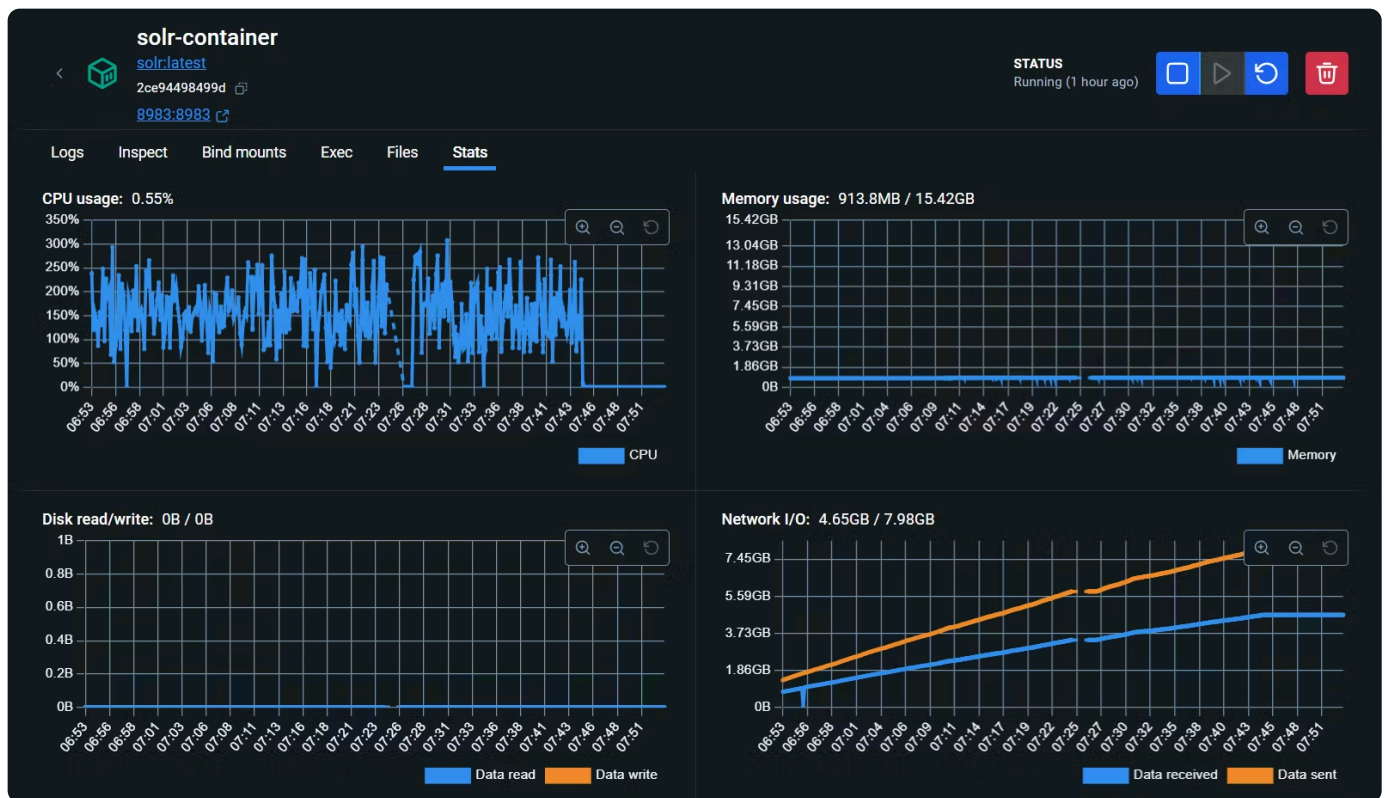 solr-container
solr:latest
2ce94498499d
8983:8983
STATUS
Running (1 hour ago)
Logs Inspect Bind mounts Exec Files Stats
CPU usage: 0.55%
350%
300%
250%
200%
150%
100%
50%
0%
06:53 06:56 06:58 07:01 07:03 07:06 07:08 07:11 07:13 07:16 07:18 07:21 07:23 07:26 07:28 07:31 07:33 07:36 07:38 07:41 07:43 07:46 07:48 07:51
CPU
Memory usage: 913.8MB / 15.42GB
15.42GB
13.04GB
11.18GB
9.31GB
7.45GB
5.59GB
3.73GB
1.86GB
0B
06:53 06:56 06:58 07:01 07:04 07:06 07:09 07:11 07:14 07:17 07:19 07:22 07:25 07:27 07:30 07:32 07:35 07:38 07:40 07:43 07:45 07:48 07:51
Memory
Disk read/write: 0B / 0B
1B
0.8B
0.6B
0.4B
0.2B
0B
06:53 06:56 06:58 07:01 07:03 07:06 07:08 07:11 07:13 07:16 07:18 07:21 07:23 07:26 07:28 07:31 07:33 07:36 07:38 07:41 07:43 07:46 07:48 07:51
Data read Data write
Network I/O: 4.65GB / 7.98GB
7.45GB
5.59GB
3.73GB
1.86GB
0B
06:53 06:56 06:58 07:01 07:04 07:06 07:09 07:11 07:14 07:17 07:19 07:22 07:25 07:27 07:30 07:32 07:35 07:38 07:40 07:43 07:45 07:48 07:51
Data received Data sent